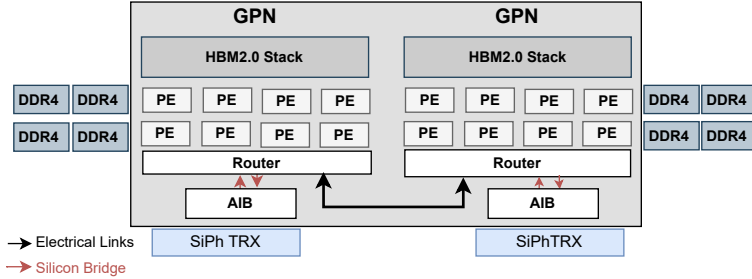 GPN GPN
HBM2.0 Stack HBM2.0 Stack
DDR4 DDR4 PE PE PE PE PE PE PE PE DDR4 DDR4
DDR4 DDR4 PE PE PE PE PE PE PE PE DDR4 DDR4
Router Router
AIB AIB
Electrical Links SiPh TRX SiPhTRX
Silicon Bridge